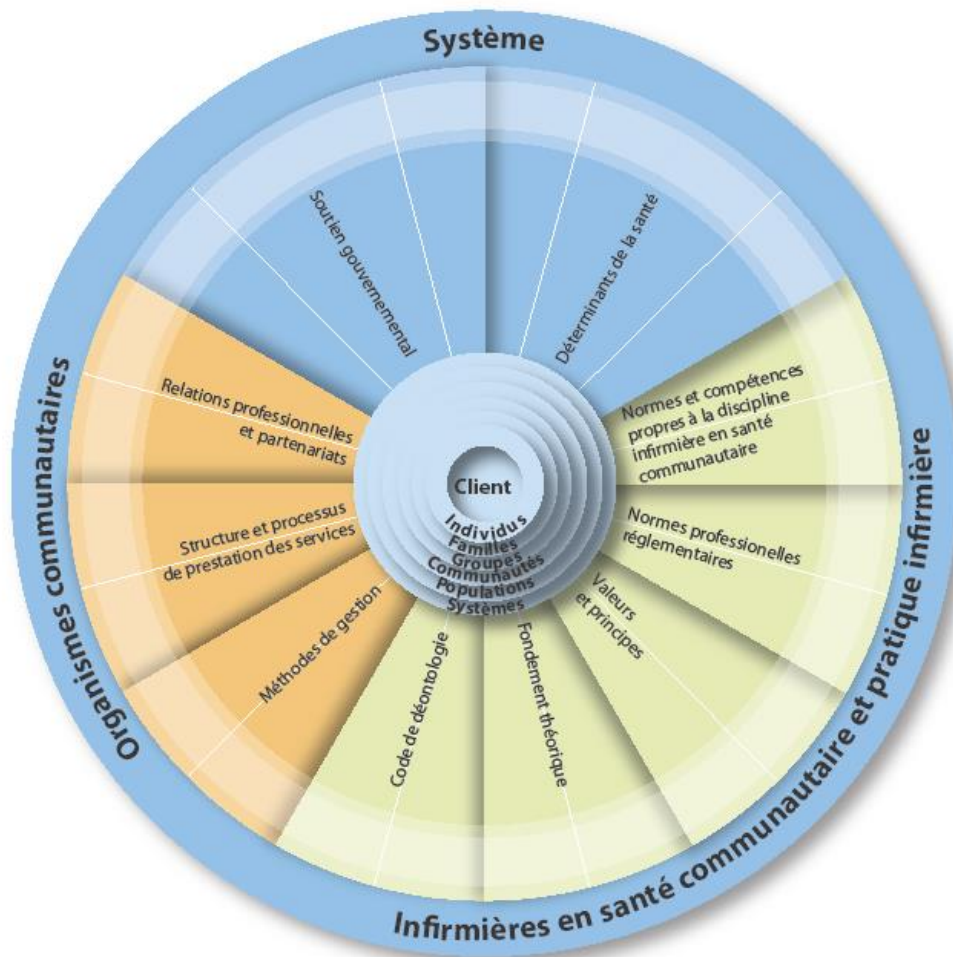 Système
Soutien gouvernemental
Déterminants de la santé
Relations professionnelles
et partenariats
Structure et processus
de prestation des services
Méthodes de gestion
Organismes communautaires
Client
Individus
Familles
Groupes
Communautés
Populations
Systèmes
Normes et compétences
propres à la discipline
infirmière en santé
communautaire
Normes professionelles
réglementaires
Valeurs
et principes
Fondement théorique
Code de déontologie
Infirmières en santé communautaire et pratique infirmière